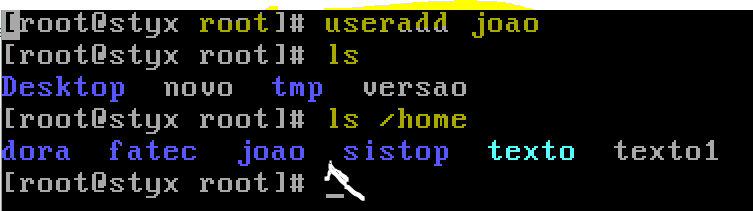 [root@styx root]# useradd joao
[root@styx root]# ls
Desktop novo tmp versao
[root@styx root]# ls /home
dora fatec joao sistop texto texto1
[root@styx root]# _